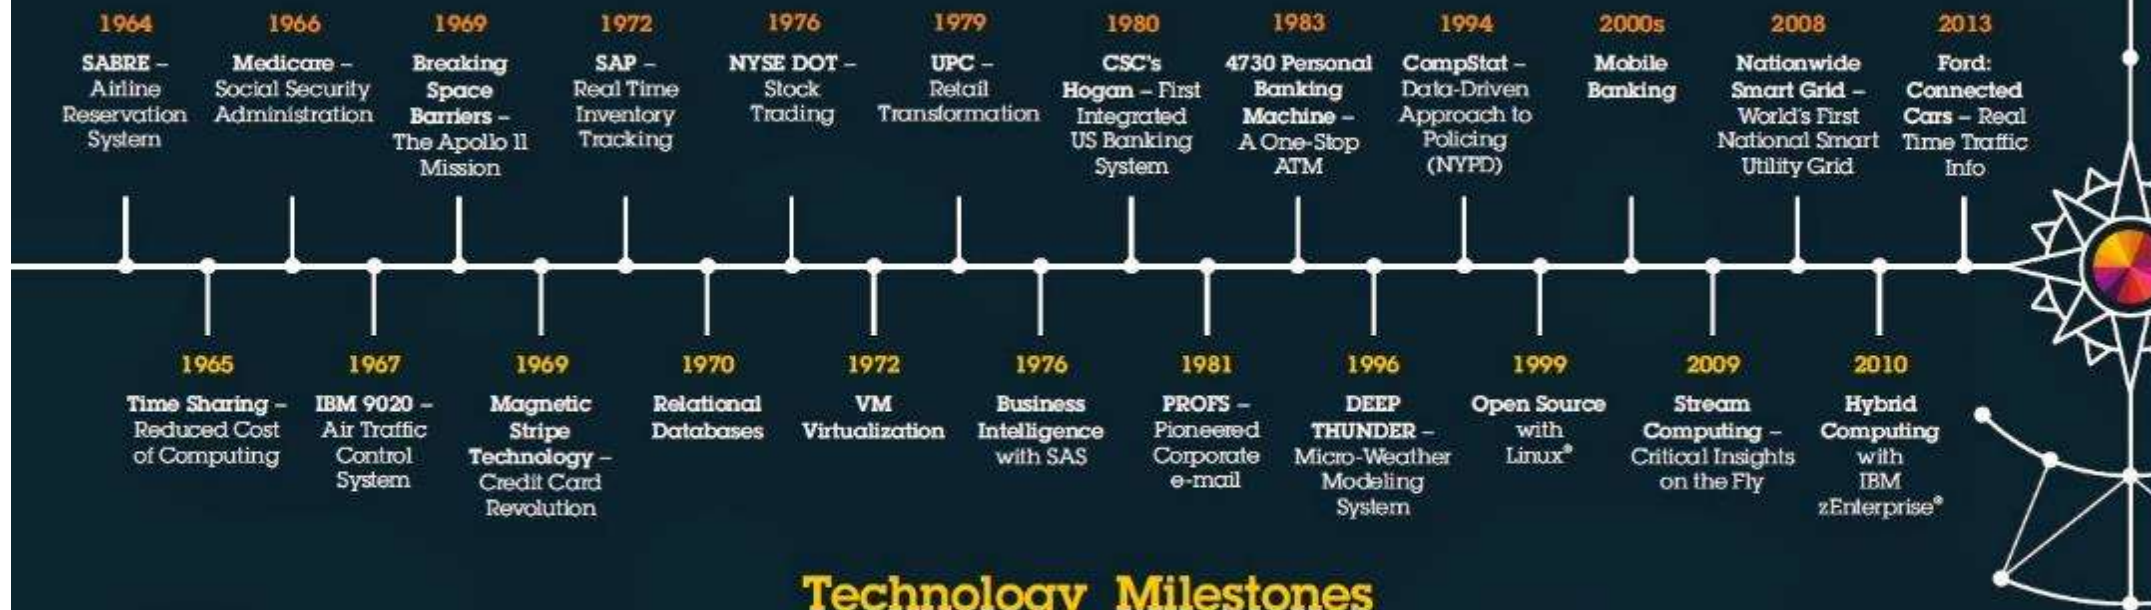 1964
SABRE –
Airline
Reservation
System
1966
Medicare –
Social Security
Administration
1969
Breaking
Space
Barriers –
The Apollo 11
Mission
1972
SAP –
Real Time
Inventory
Tracking
1976
NYSE DOT –
Stock
Trading
1979
UPC –
Retail
Transformation
1980
CSC's
Hogan – First
Integrated
US Banking
System
1983
4730 Personal
Banking
Machine –
A One-Stop
ATM
1994
CompStat –
Data-Driven
Approach to
Policing
(NYPD)
2000s
Mobile
Banking
2008
Nationwide
Smart Grid –
World's First
National Smart
Utility Grid
2013
Ford:
Connected
Cars – Real
Time Traffic
Info
1965
Time Sharing –
Reduced Cost
of Computing
1967
IBM 9020 –
Air Traffic
Control
System
1969
Magnetic
Stripe
Technology –
Credit Card
Revolution
1970
Relational
Databases
1972
VM
Virtualization
1976
Business
Intelligence
with SAS
1981
PROFS –
Pioneered
Corporate
e-mail
1996
DEEP
THUNDER –
Micro-Weather
Modeling
System
1999
Open Source
with
Linux®
2009
Stream
Computing –
Critical Insights
on the Fly
2010
Hybrid
Computing
with
IBM
zEnterprise®
Technology Milestones